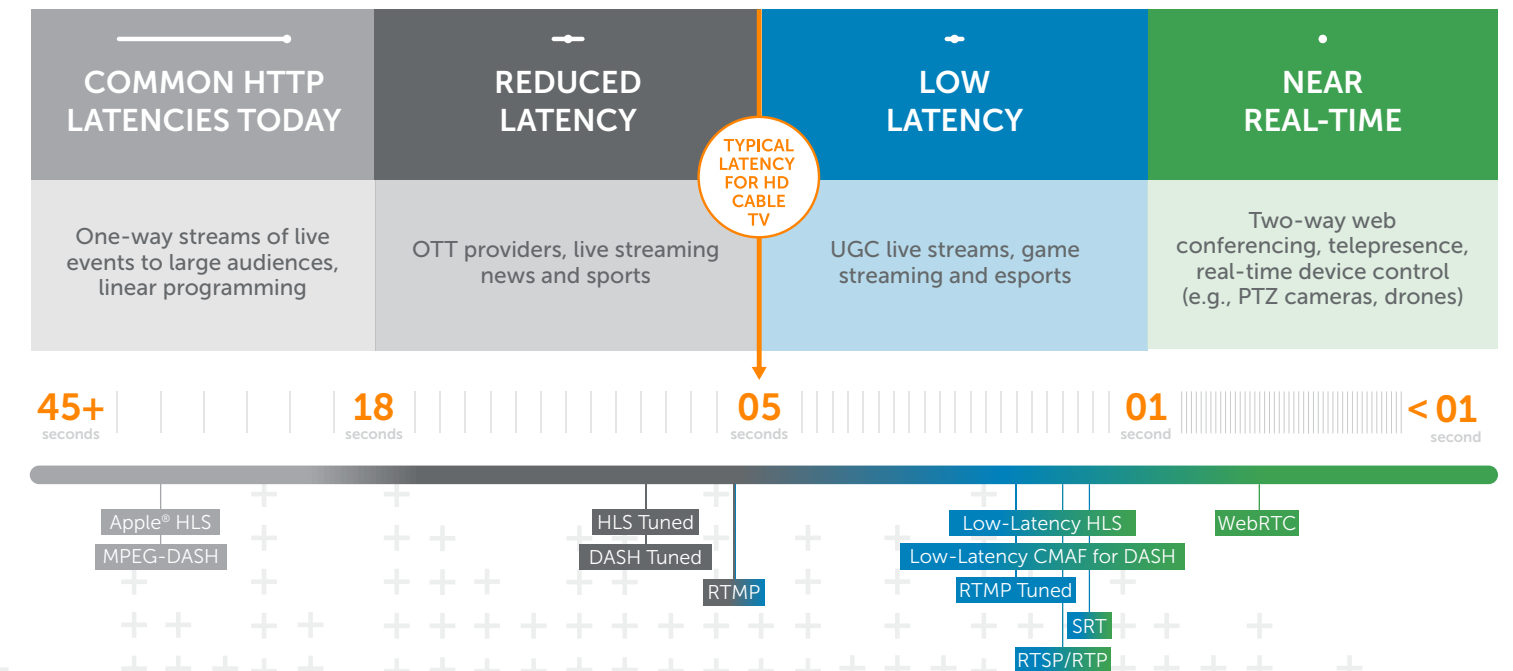 COMMON HTTP
LATENCIES TODAY
REDUCED
LATENCY
LOW
LATENCY
NEAR
REAL-TIME
TYPICAL
LATENCY
FOR HD
CABLE
TV
One-way streams of live
events to large audiences,
linear programming
OTT providers, live streaming
news and sports
UGC live streams, game
streaming and esports
Two-way web
conferencing, telepresence,
real-time device control
(e.g., PTZ cameras, drones)
45+
seconds
18
seconds
05
seconds
01
second
< 01
second
Apple® HLS
MPEG-DASH
HLS Tuned
DASH Tuned
RTMP
Low-Latency HLS
Low-Latency CMAF for DASH
RTMP Tuned
SRT
RTSP/RTP
WebRTC